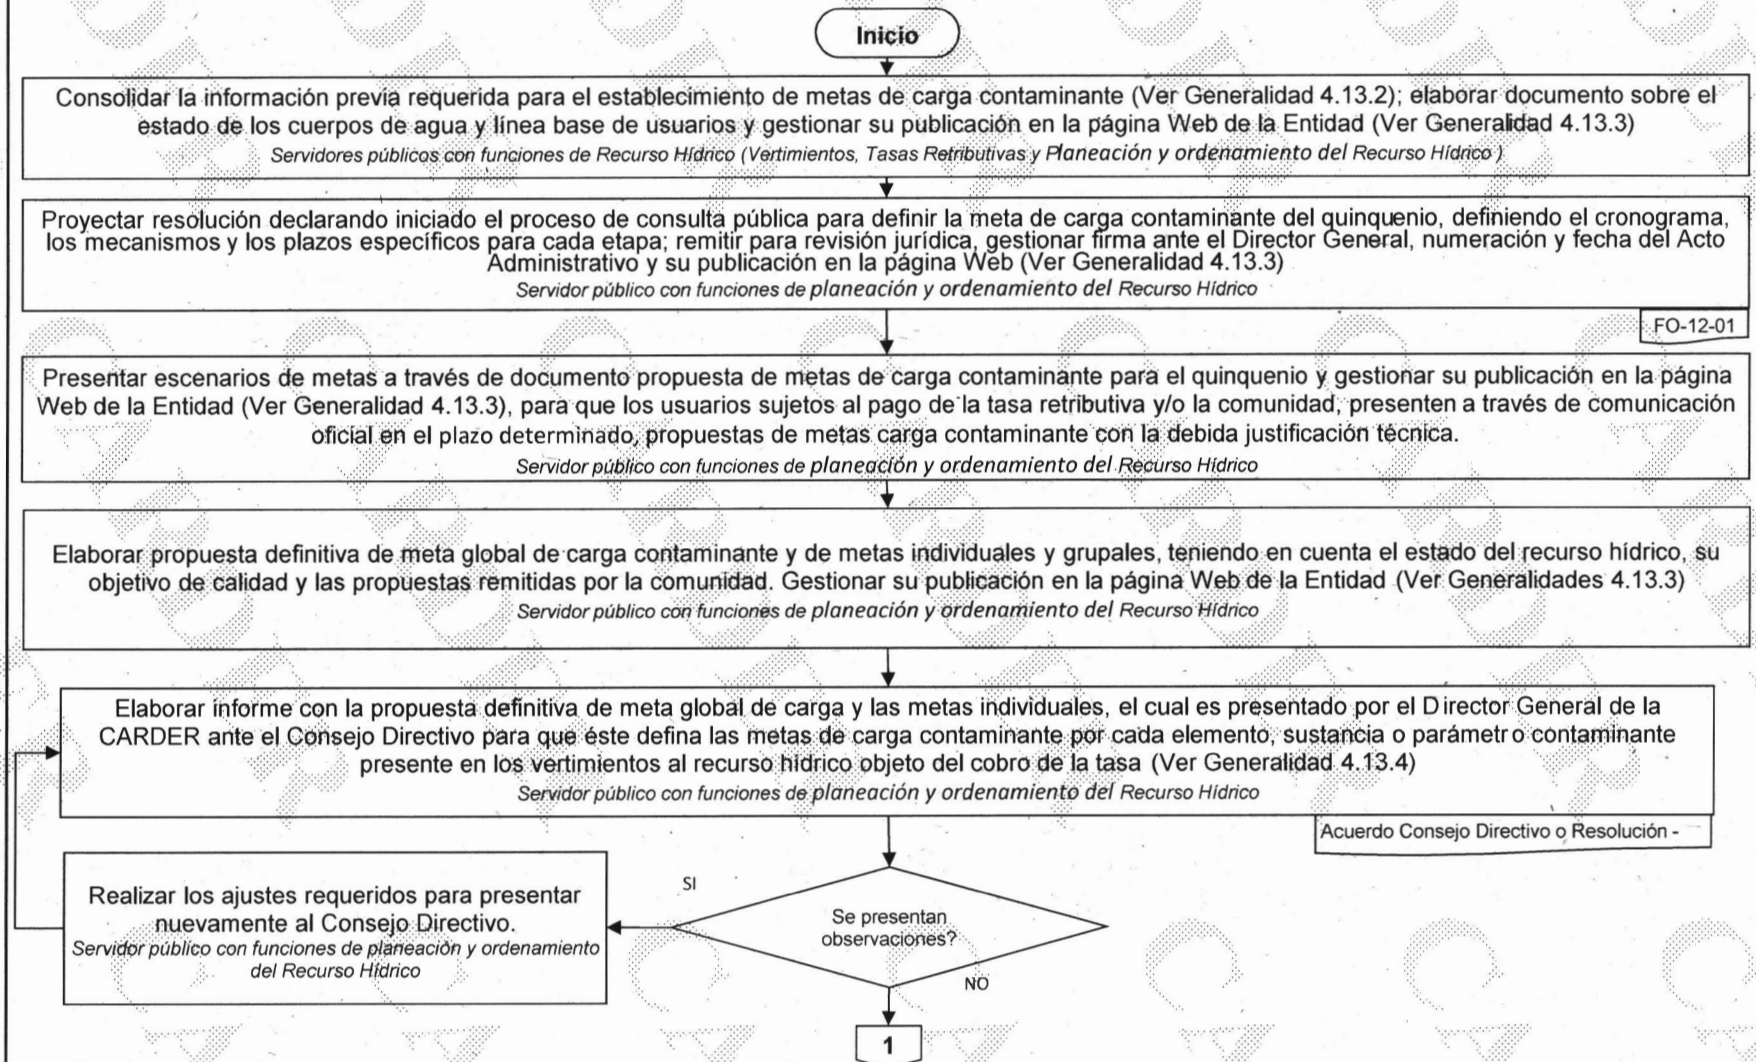 Inicio
Consolidar la información previa requerida para el establecimiento de metas de carga contaminante (Ver Generalidad 4.13.2); elaborar documento sobre el
estado de los cuerpos de agua y línea base de usuarios y gestionar su publicación en la página Web de la Entidad (Ver Generalidad 4.13.3)
Servidores públicos con funciones de Recurso Hídrico (Vertimientos, Tasas Retributivas y Planeación y ordenamiento del Recurso Hídrico)
Proyectar resolución declarando iniciado el proceso de consulta pública para definir la meta de carga contaminante del quinquenio, definiendo el cronograma,
los mecanismos y los plazos específicos para cada etapa; remitir para revisión jurídica, gestionar firma ante el Director General, numeración y fecha del Acto
Administrativo y su publicación en la página Web (Ver Generalidad 4.13.3)
Servidor público con funciones de planeación y ordenamiento del Recurso Hídrico
FO-12-01
Presentar escenarios de metas a través de documento propuesta de metas de carga contaminante para el quinquenio y gestionar su publicación en la página
Web de la Entidad (Ver Generalidad 4.13.3), para que los usuarios sujetos al pago de la tasa retributiva y/o la comunidad, presenten a través de comunicación
oficial en el plazo determinado, propuestas de metas carga contaminante con la debida justificación técnica.
Servidor público con funciones de planeación y ordenamiento del Recurso Hídrico
Elaborar propuesta definitiva de meta global de carga contaminante y de metas individuales y grupales, teniendo en cuenta el estado del recurso hídrico, su
objetivo de calidad y las propuestas remitidas por la comunidad. Gestionar su publicación en la página Web de la Entidad (Ver Generalidades 4.13.3)
Servidor público con funciones de planeación y ordenamiento del Recurso Hídrico
Elaborar informe con la propuesta definitiva de meta global de carga y las metas individuales, el cual es presentado por el Director General de la
CARDER ante el Consejo Directivo para que éste defina las metas de carga contaminante por cada elemento, sustancia o parámetro contaminante
presente en los vertimientos al recurso hídrico objeto del cobro de la tasa (Ver Generalidad 4.13.4)
Servidor público con funciones de planeación y ordenamiento del Recurso Hídrico
Acuerdo Consejo Directivo o Resolución -
Realizar los ajustes requeridos para presentar
nuevamente al Consejo Directivo.
Servidor público con funciones de planeación y ordenamiento
del Recurso Hídrico
SI
Se presentan
observaciones?
NO
1